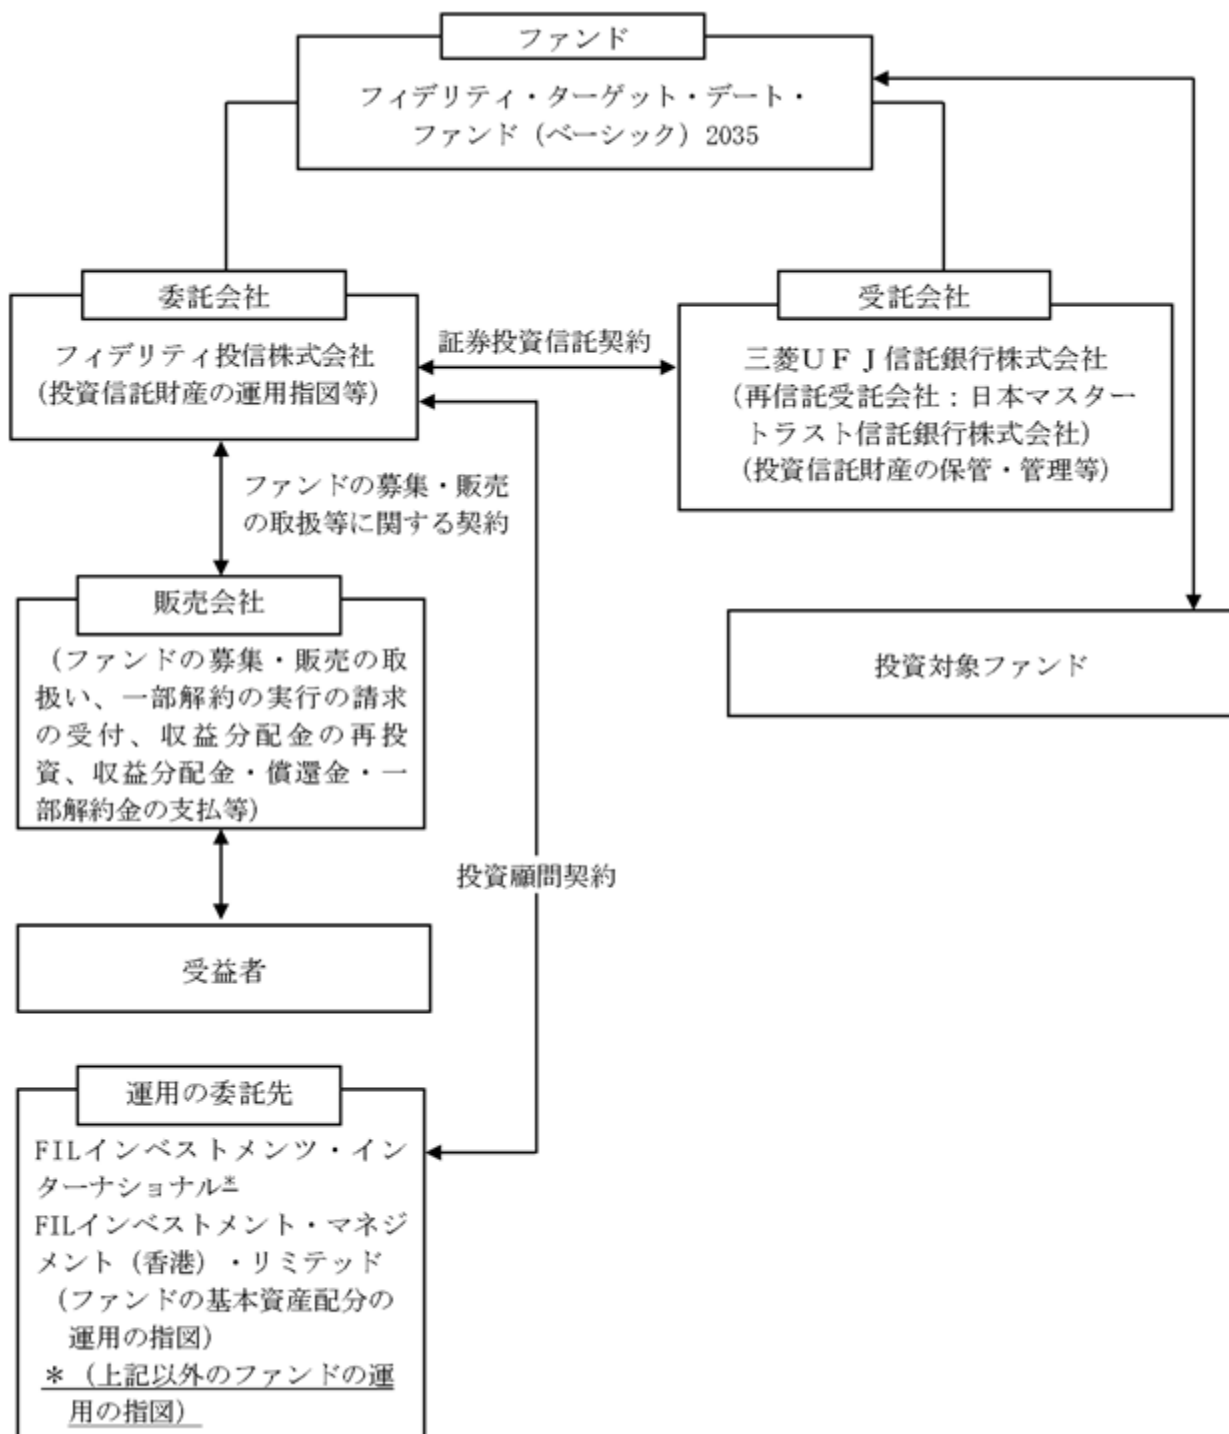 ファンド
フィデリティ・ターゲット・デート・
ファンド（ベーシック）2035
委託会社
フィデリティ投信株式会社
（投資信託財産の運用指図等）
証券投資信託契約
受託会社
三菱ＵＦＪ信託銀行株式会社
（再信託受託会社：日本マスター
トラスト信託銀行株式会社）
（投資信託財産の保管・管理等）
ファンドの募集・販売
の取扱等に関する契約
販売会社
（ファンドの募集・販売の取
扱い、一部解約の実行の請求
の受付、収益分配金の再投
資、収益分配金・償還金・一
部解約金の支払等）
投資対象ファンド
投資顧問契約
受益者
運用の委託先
FILインベストメンツ・イン
ターナショナル*
FILインベストメント・マネジ
メント（香港）・リミテッド
（ファンドの基本資産配分の
運用の指図）
＊（上記以外のファンドの運
用の指図）